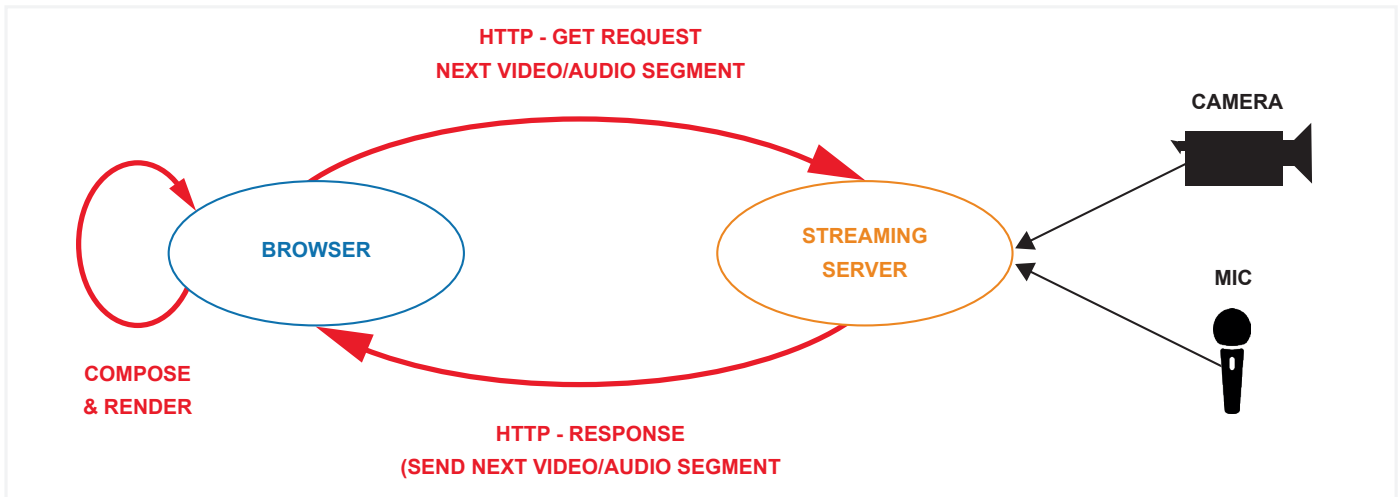 HTTP - GET REQUEST
NEXT VIDEO/AUDIO SEGMENT
CAMERA
BROWSER
STREAMING
SERVER
MIC
COMPOSE
& RENDER
HTTP - RESPONSE
(SEND NEXT VIDEO/AUDIO SEGMENT